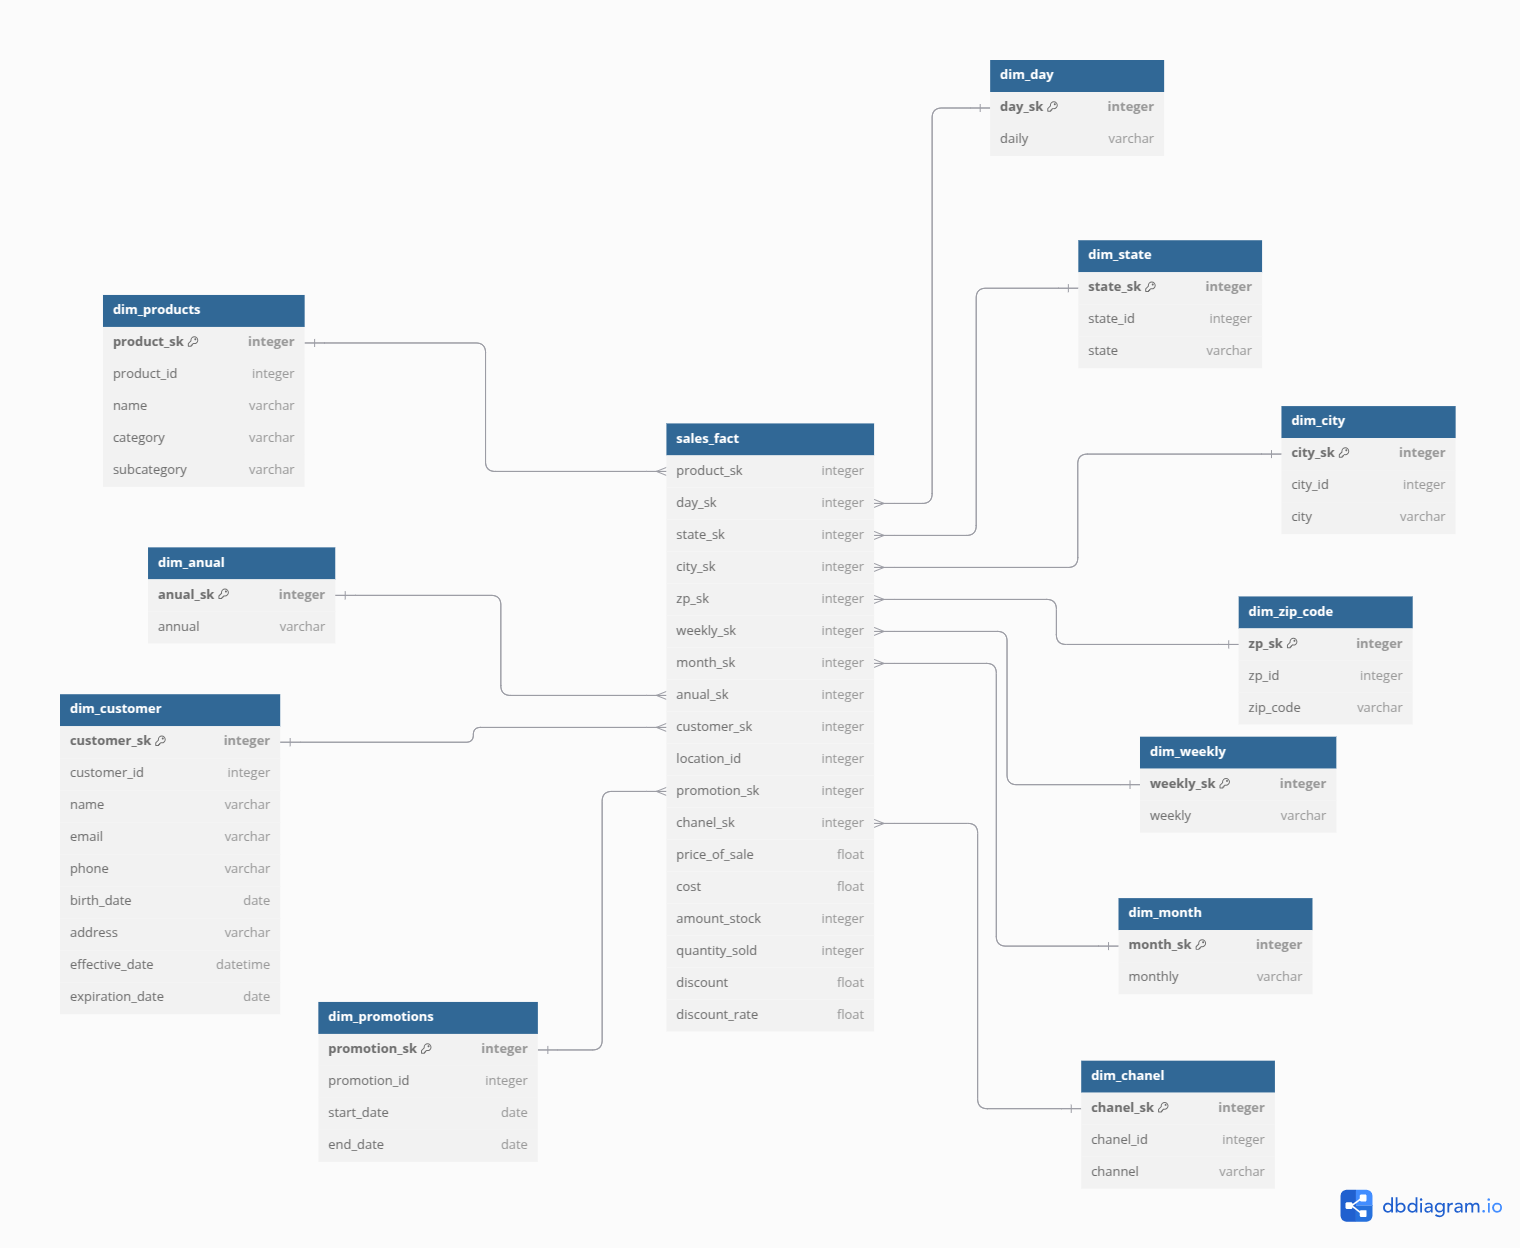 dim_day
day_sk integer
daily varchar
dim_state
state_sk integer
state_id integer
state varchar
dim_products
product_sk integer
product_id integer
name varchar
category varchar
subcategory varchar
dim_city
city_sk integer
city_id integer
city varchar
sales_fact
product_sk integer
day_sk integer
state_sk integer
city_sk integer
zp_sk integer
weekly_sk integer
month_sk integer
anual_sk integer
customer_sk integer
location_id integer
promotion_sk integer
chanel_sk integer
price_of_sale float
cost float
amount_stock integer
quantity_sold integer
discount float
discount_rate float
dim_anual
anual_sk integer
annual varchar
dim_zip_code
zp_sk integer
zp_id integer
zip_code varchar
dim_customer
customer_sk integer
customer_id integer
name varchar
email varchar
phone varchar
birth_date date
address varchar
effective_date datetime
expiration_date date
dim_weekly
weekly_sk integer
weekly varchar
dim_month
month_sk integer
monthly varchar
dim_promotions
promotion_sk integer
promotion_id integer
start_date date
end_date date
dim_chanel
chanel_sk integer
chanel_id integer
channel varchar
dbdiagram.io